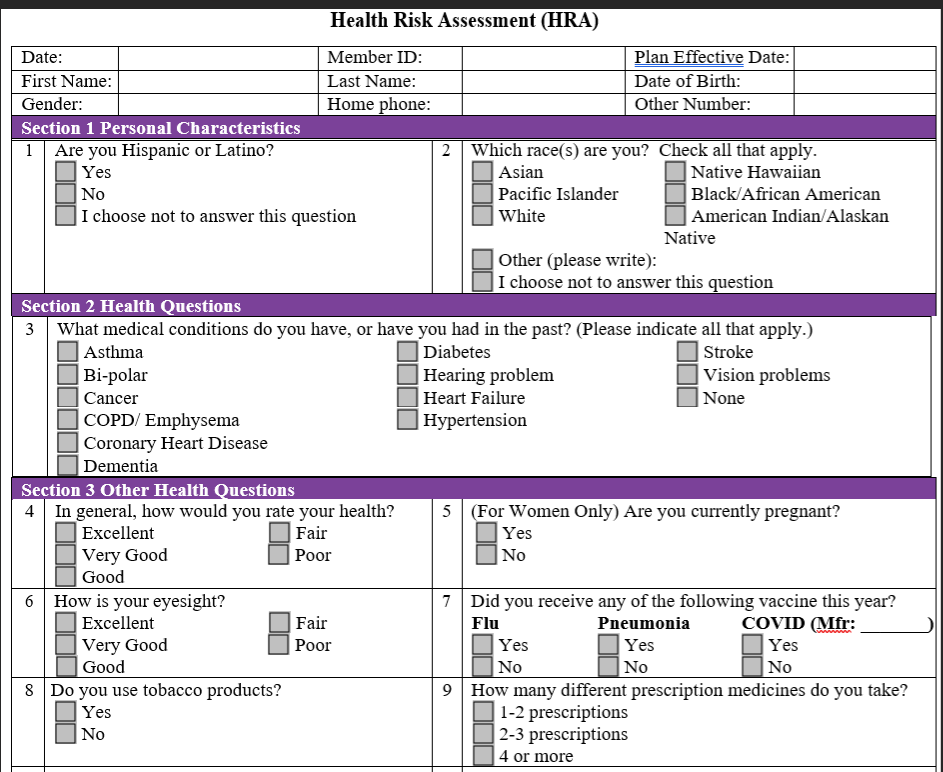 Health Risk Assessment (HRA)
Date: Member ID: Plan Effective Date:
First Name: Last Name: Date of Birth:
Gender: Home phone: Other Number:
Section 1 Personal Characteristics
1 Are you Hispanic or Latino?
Yes
No
I choose not to answer this question
2 Which race(s) are you? Check all that apply.
Asian Native Hawaiian
Pacific Islander Black/African American
White American Indian/Alaskan
Native
Other (please write):
I choose not to answer this question
Section 2 Health Questions
3 What medical conditions do you have, or have you had in the past? (Please indicate all that apply.)
Asthma Diabetes Stroke
Bi-polar Hearing problem Vision problems
Cancer Heart Failure None
COPD/ Emphysema Hypertension
Coronary Heart Disease
Dementia
Section 3 Other Health Questions
4 In general, how would you rate your health?
Excellent Fair
Very Good Poor
Good
5 (For Women Only) Are you currently pregnant?
Yes
No
6 How is your eyesight?
Excellent Fair
Very Good Poor
Good
7 Did you receive any of the following vaccine this year?
Flu Pneumonia COVID (Mfr: _______)
Yes Yes Yes
No No No
8 Do you use tobacco products?
Yes
No
9 How many different prescription medicines do you take?
1-2 prescriptions
2-3 prescriptions
4 or more